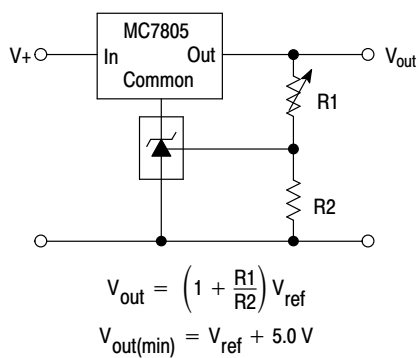 MC7805
V+ In Out Vout
Common
R1
R2
Vout = (1 + R1/R2) Vref
Vout(min) = Vref + 5.0 V